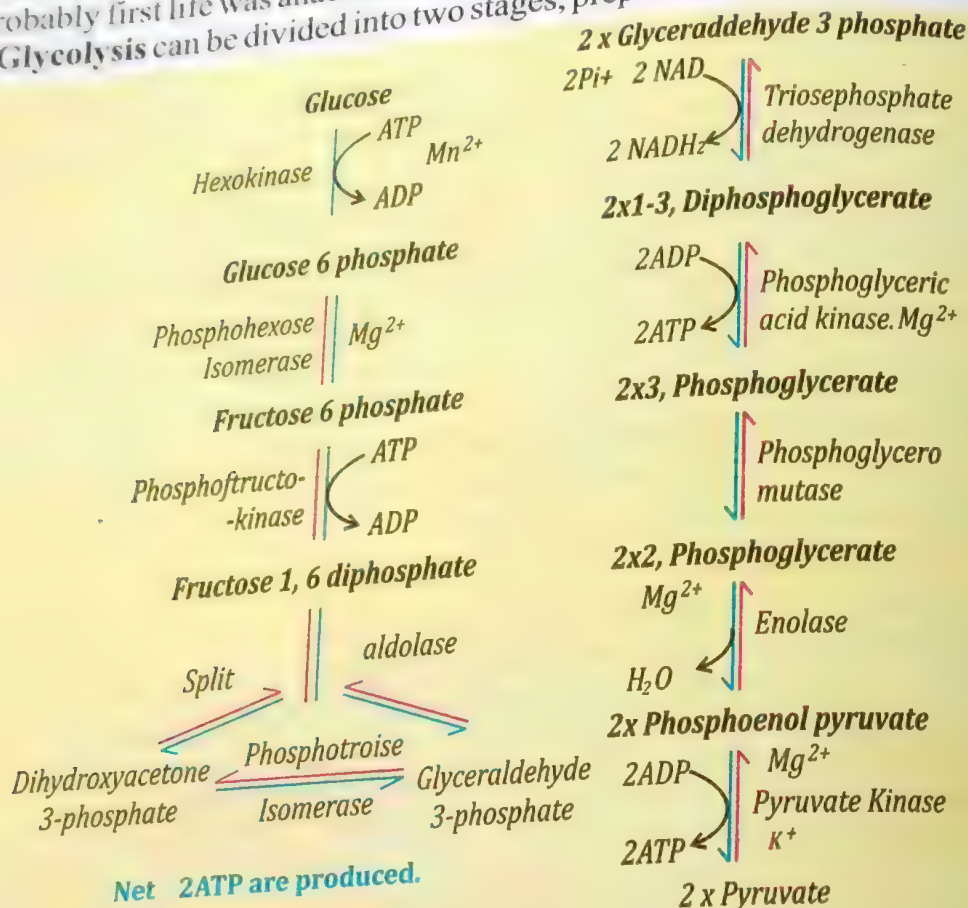 robably first life was
Glycolysis can be divided into two stages,
Glucose
ATP
Mn²⁺
Hexokinase
ADP
Glucose 6 phosphate
Phosphohexose
Isomerase
Mg²⁺
Fructose 6 phosphate
ATP
Phosphoftructo-
-kinase
ADP
Fructose 1, 6 diphosphate
aldolase
Split
Dihydroxyacetone
3-phosphate
Phosphotroise
Isomerase
Glyceraldehyde
3-phosphate
Net 2ATP are produced.
2 x Glyceraddehyde 3 phosphate
2Pi+ 2 NAD
Triosephosphate
dehydrogenase
2 NADH₂
2x1-3, Diphosphoglycerate
2ADP
Phosphoglyceric
acid kinase. Mg²⁺
2ATP
2x3, Phosphoglycerate
Phosphoglycero
mutase
2x2, Phosphoglycerate
Mg²⁺
Enolase
H₂O
2x Phosphoenol pyruvate
2ADP
Mg²⁺
Pyruvate Kinase
K⁺
2ATP
2 x Pyruvate